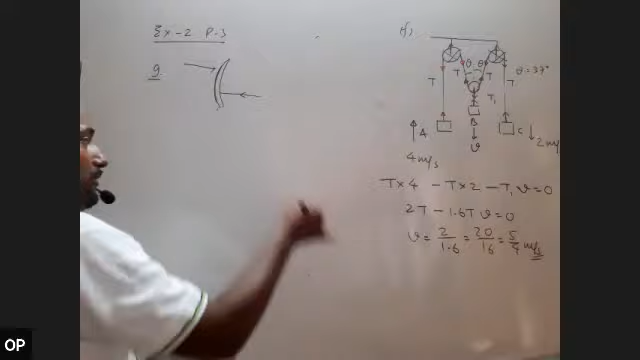 Ex-2 P-3
9
θ θ
θ = 37°
T T T T
T₁
A B C
v
2 m/s
4 m/s
T×4 - T×2 - T₁ v = 0
2T - 1.6T v = 0
v = 2/1.6 = 20/16 = 5/4 m/s
OP